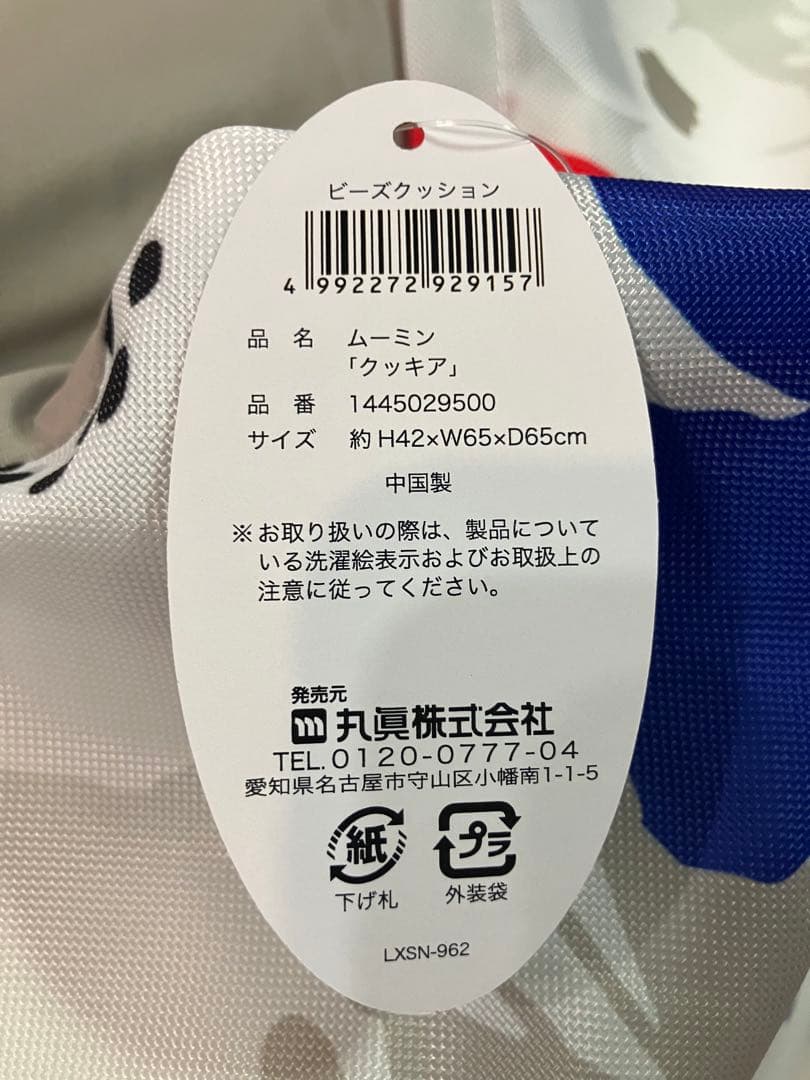 ビーズクッション
4 992272 929157
品 名 ムーミン
「クッキア」
品 番 1445029500
サイズ 約 H42×W65×D65cm
中国製
※お取り扱いの際は、製品について
いる洗濯絵表示およびお取扱上の
注意に従ってください。
発売元
丸眞株式会社
TEL.0120-0777-04
愛知県名古屋市守山区小幡南1-1-5
紙 プラ
下げ札 外装袋
LXSN-962